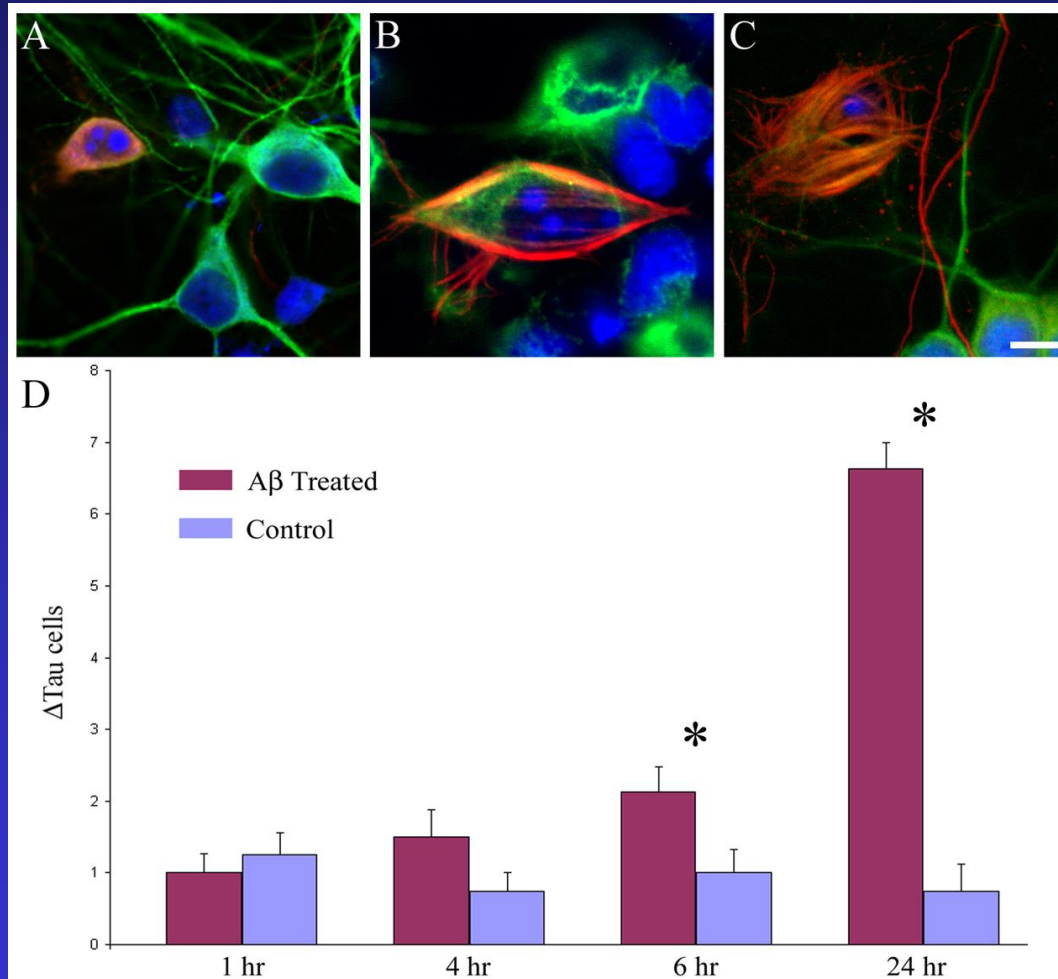 A
B
C
D
8
7
6
5
4
3
2
1
0
ΔTau cells
Aβ Treated
Control
*
*
1 hr
4 hr
6 hr
24 hr